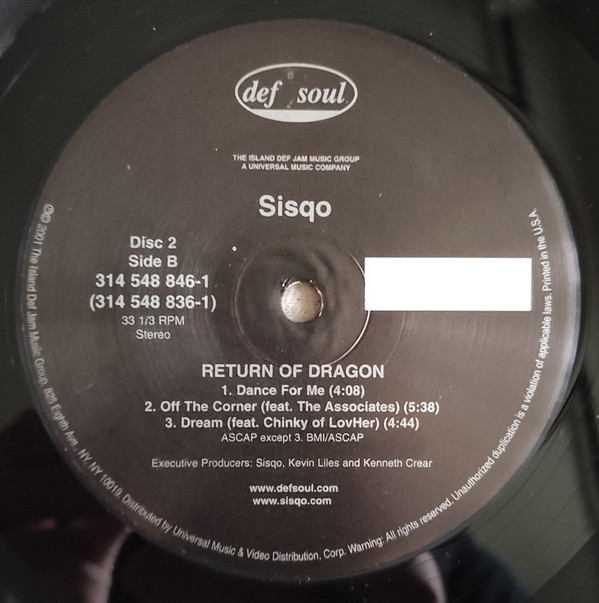 def soul
THE ISLAND DEF JAM MUSIC GROUP
A UNIVERSAL MUSIC COMPANY
Sisqo
Disc 2
Side B
314 548 846-1
(314 548 836-1)
33 1/3 RPM
Stereo
RETURN OF DRAGON
1. Dance For Me (4:08)
2. Off The Corner (feat. The Associates) (5:38)
3. Dream (feat. Chinky of LovHer) (4:44)
ASCAP except 3. BMI/ASCAP
Executive Producers: Sisqo, Kevin Liles and Kenneth Crear
www.defsoul.com
www.sisqo.com
℗© 2001 The Island Def Jam Music Group, 825 Eighth Ave., NY, NY 10019. Distributed by Universal Music & Video Distribution, Corp. Warning: All rights reserved. Unauthorized duplication is a violation of applicable laws. Printed in the U.S.A.